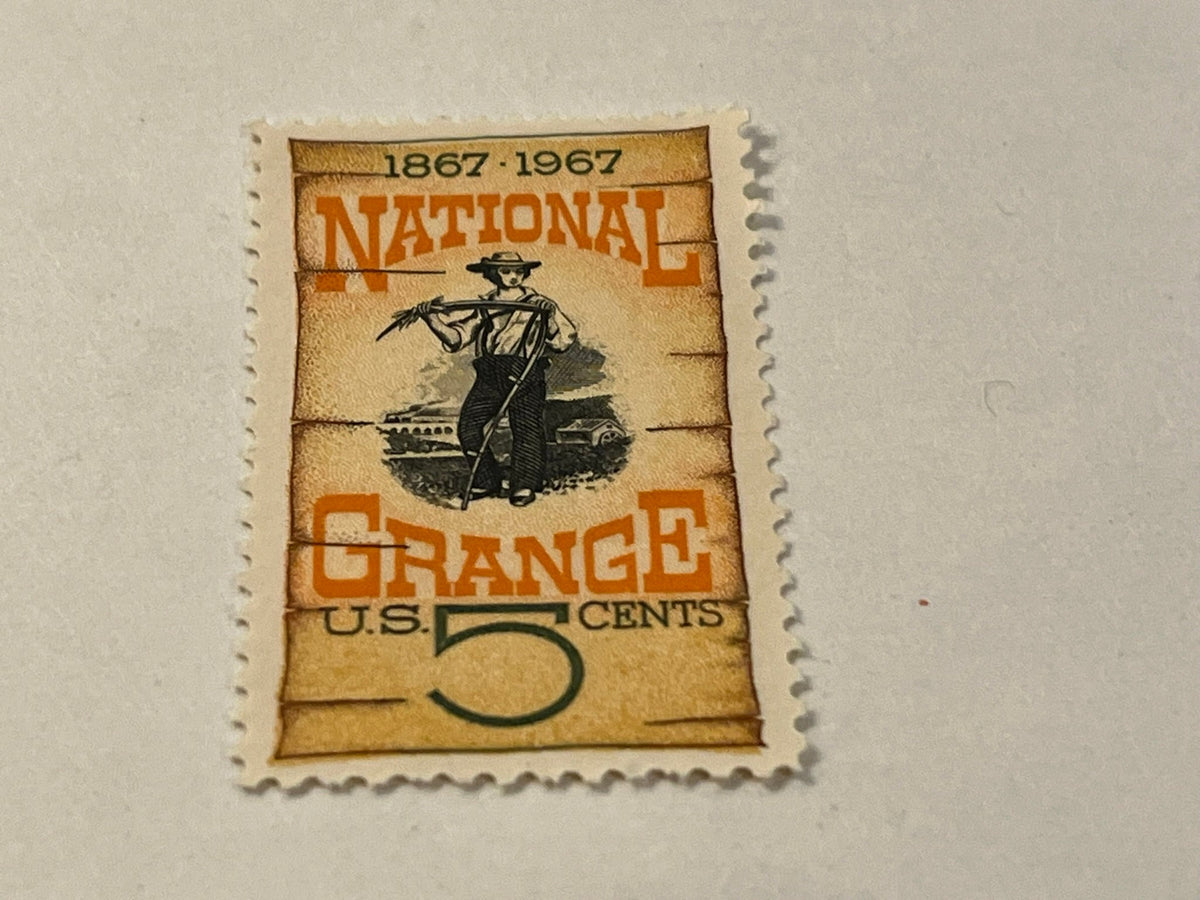 1867 · 1967
NATIONAL
GRANGE
U.S. 5 CENTS